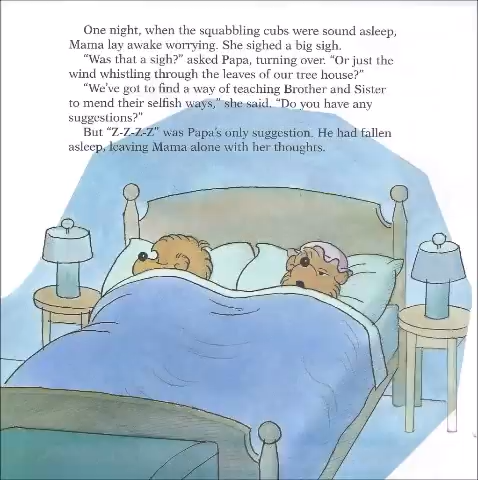 One night, when the squabbling cubs were sound asleep,
Mama lay awake worrying. She sighed a big sigh.
"Was that a sigh?" asked Papa, turning over. "Or just the
wind whistling through the leaves of our tree house?"
"We've got to find a way of teaching Brother and Sister
to mend their selfish ways," she said. "Do you have any
suggestions?"
But "Z-Z-Z-Z" was Papa's only suggestion. He had fallen
asleep, leaving Mama alone with her thoughts.